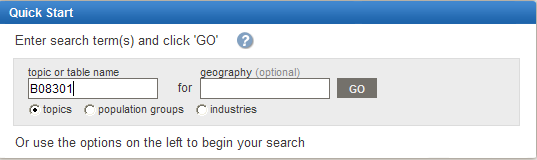 Quick Start
Enter search term(s) and click 'GO' ?
topic or table name geography (optional)
B08301 for GO
topics population groups industries
Or use the options on the left to begin your search